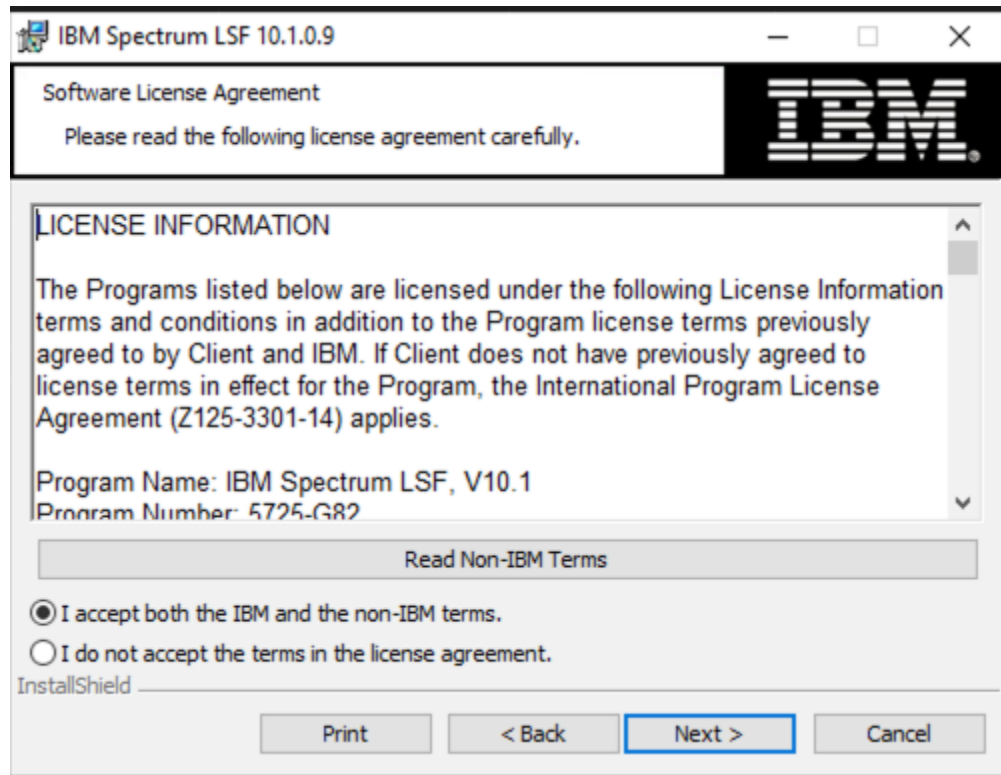 IBM Spectrum LSF 10.1.0.9
Software License Agreement
Please read the following license agreement carefully.
IBM
LICENSE INFORMATION
The Programs listed below are licensed under the following License Information
terms and conditions in addition to the Program license terms previously
agreed to by Client and IBM. If Client does not have previously agreed to
license terms in effect for the Program, the International Program License
Agreement (Z125-3301-14) applies.
Program Name: IBM Spectrum LSF, V10.1
Program Number: 5725-G82
Read Non-IBM Terms
I accept both the IBM and the non-IBM terms.
I do not accept the terms in the license agreement.
InstallShield
Print
< Back
Next >
Cancel